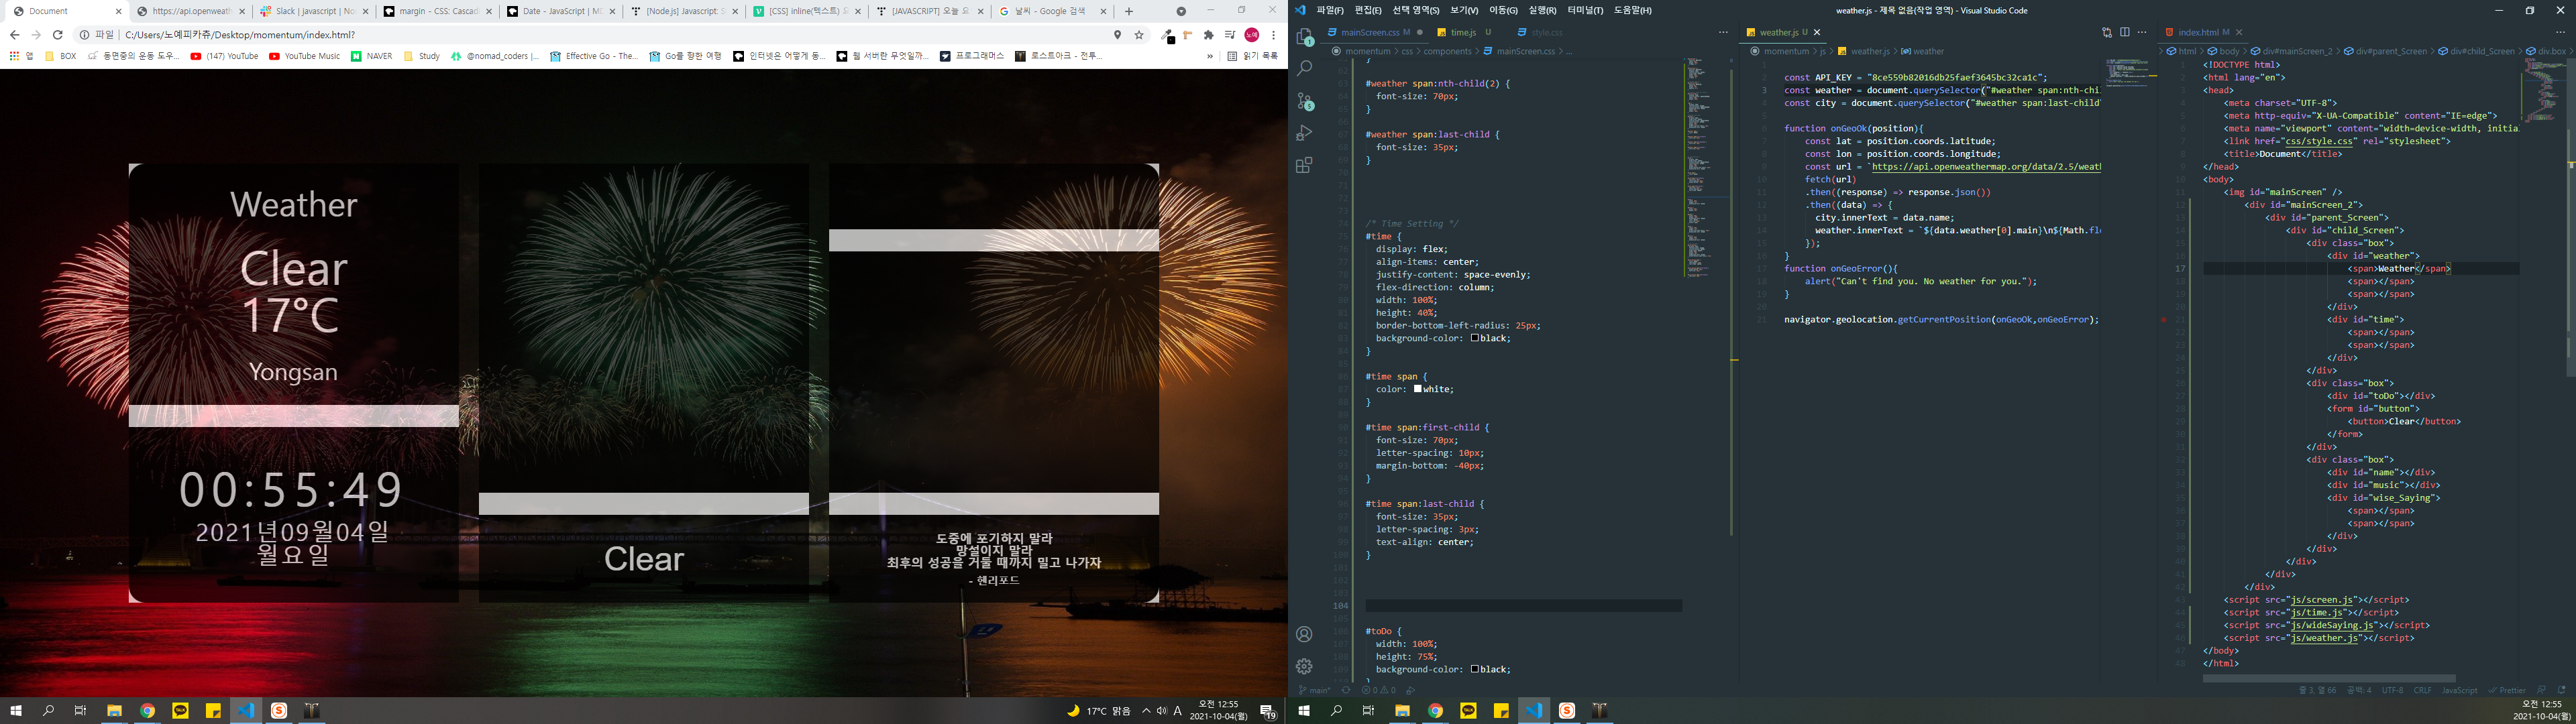 Document
https://api.openweath
Slack | javascript | No
margin - CSS: Cascad
Date - JavaScript | M
[Node.js] Javascript: S
[CSS] inline(텍스트) 
[JAVASCRIPT] 오늘 
날씨 - Google 검색
파일 | C:/Users/노예피카츄/Desktop/momentum/index.html?
앱
BOX
동면중의 운동 도우...
(147) YouTube
YouTube Music
NAVER
Study
@nomad_coders |...
Effective Go - The...
Go를 향한 여행
인터넷은 어떻게 동...
웹 서버란 무엇일까...
프로그래머스
로스트아크 - 전투...
읽기 목록
Weather
Clear
17°C
Yongsan
00:55:49
2021년09월04일
월요일
Clear
도중에 포기하지 말라
망설이지 말라
최후의 성공을 거둘 때까지 밀고 나가자
- 헨리포드
17°C 맑음
A
오전 12:55
2021-10-04(월)
19
파일(F) 편집(E) 선택 영역(S) 보기(V) 이동(G) 실행(R) 터미널(T) 도움말(H)
weather.js - 제목 없음(작업 영역) - Visual Studio Code
mainScreen.css M
time.js U
style.css
momentum > css > components > mainScreen.css > ...
}
#weather span:nth-child(2) {
font-size: 70px;
}
#weather span:last-child {
font-size: 35px;
}
/* Time Setting */
#time {
display: flex;
align-items: center;
justify-content: space-evenly;
flex-direction: column;
width: 100%;
height: 40%;
border-bottom-left-radius: 25px;
background-color: black;
}
#time span {
color: white;
}
#time span:first-child {
font-size: 70px;
letter-spacing: 10px;
margin-bottom: -40px;
}
#time span:last-child {
font-size: 35px;
letter-spacing: 3px;
text-align: center;
}
104
#toDo {
width: 100%;
height: 75%;
background-color: black;
weather.js U
momentum > js > weather.js > weather
const API_KEY = "8ce559b82016db25faef3645bc32ca1c";
const weather = document.querySelector("#weather span:nth-chi
const city = document.querySelector("#weather span:last-child"
function onGeoOk(position){
const lat = position.coords.latitude;
const lon = position.coords.longitude;
const url = `https://api.openweathermap.org/data/2.5/weath
fetch(url)
.then((response) => response.json())
.then((data) => {
city.innerText = data.name;
weather.innerText = `${data.weather[0].main}\n${Math.fl
});
}
function onGeoError(){
alert("Can't find you. No weather for you.");
}
navigator.geolocation.getCurrentPosition(onGeoOk,onGeoError);
index.html M
html > body > div#mainScreen_2 > div#parent_Screen > div#child_Screen > div.box
<!DOCTYPE html>
<html lang="en">
<head>
<meta charset="UTF-8">
<meta http-equiv="X-UA-Compatible" content="IE=edge">
<meta name="viewport" content="width=device-width, initia
<link href="css/style.css" rel="stylesheet">
<title>Document</title>
</head>
<body>
<img id="mainScreen" />
<div id="mainScreen_2">
<div id="parent_Screen">
<div id="child_Screen">
<div class="box">
<div id="weather">
<span>Weather</span>
<span></span>
<span></span>
</div>
<div id="time">
<span></span>
<span></span>
</div>
</div>
<div class="box">
<div id="toDo"></div>
<form id="button">
<button>Clear</button>
</form>
</div>
<div class="box">
<div id="name"></div>
<div id="music"></div>
<div id="wise_Saying">
<span></span>
<span></span>
</div>
</div>
</div>
</div>
</div>
<script src="js/screen.js"></script>
<script src="js/time.js"></script>
<script src="js/wideSaying.js"></script>
<script src="js/weather.js"></script>
</body>
</html>
main*
0 0
줄 3, 열 66 공백: 4 UTF-8 CRLF JavaScript Prettier
오전 12:55
2021-10-04(월)